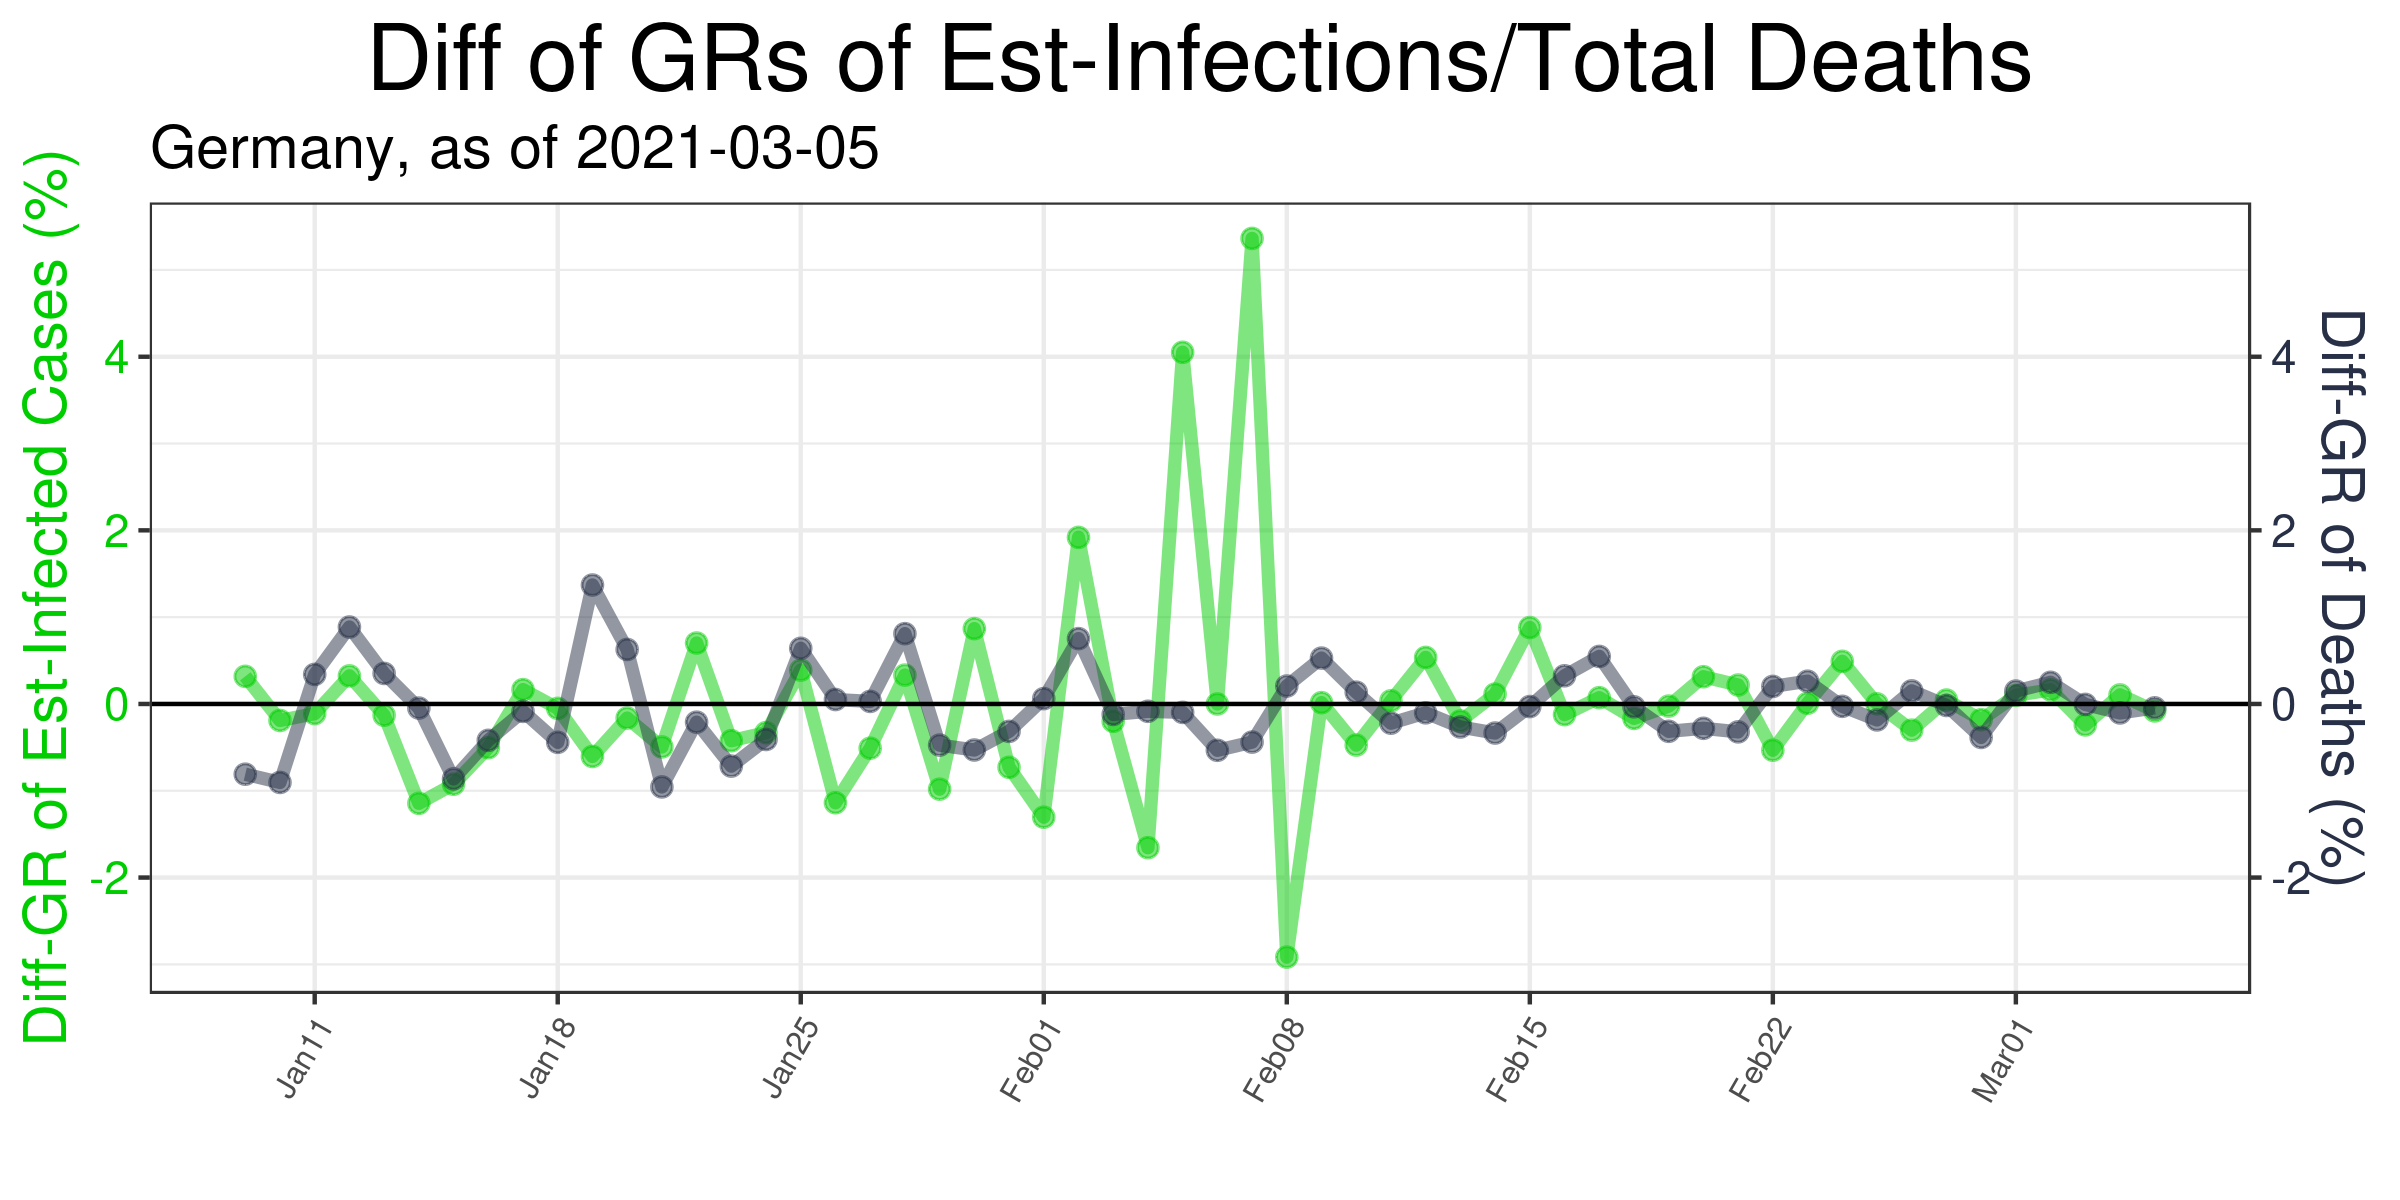 Diff of GRs of Est-Infections/Total Deaths
Germany, as of 2021-03-05
Diff-GR of Est-Infected Cases (%)
4
2
0
-2
4
2
0
-2
Diff-GR of Deaths (%)
Jan11
Jan18
Jan25
Feb01
Feb08
Feb15
Feb22
Mar01